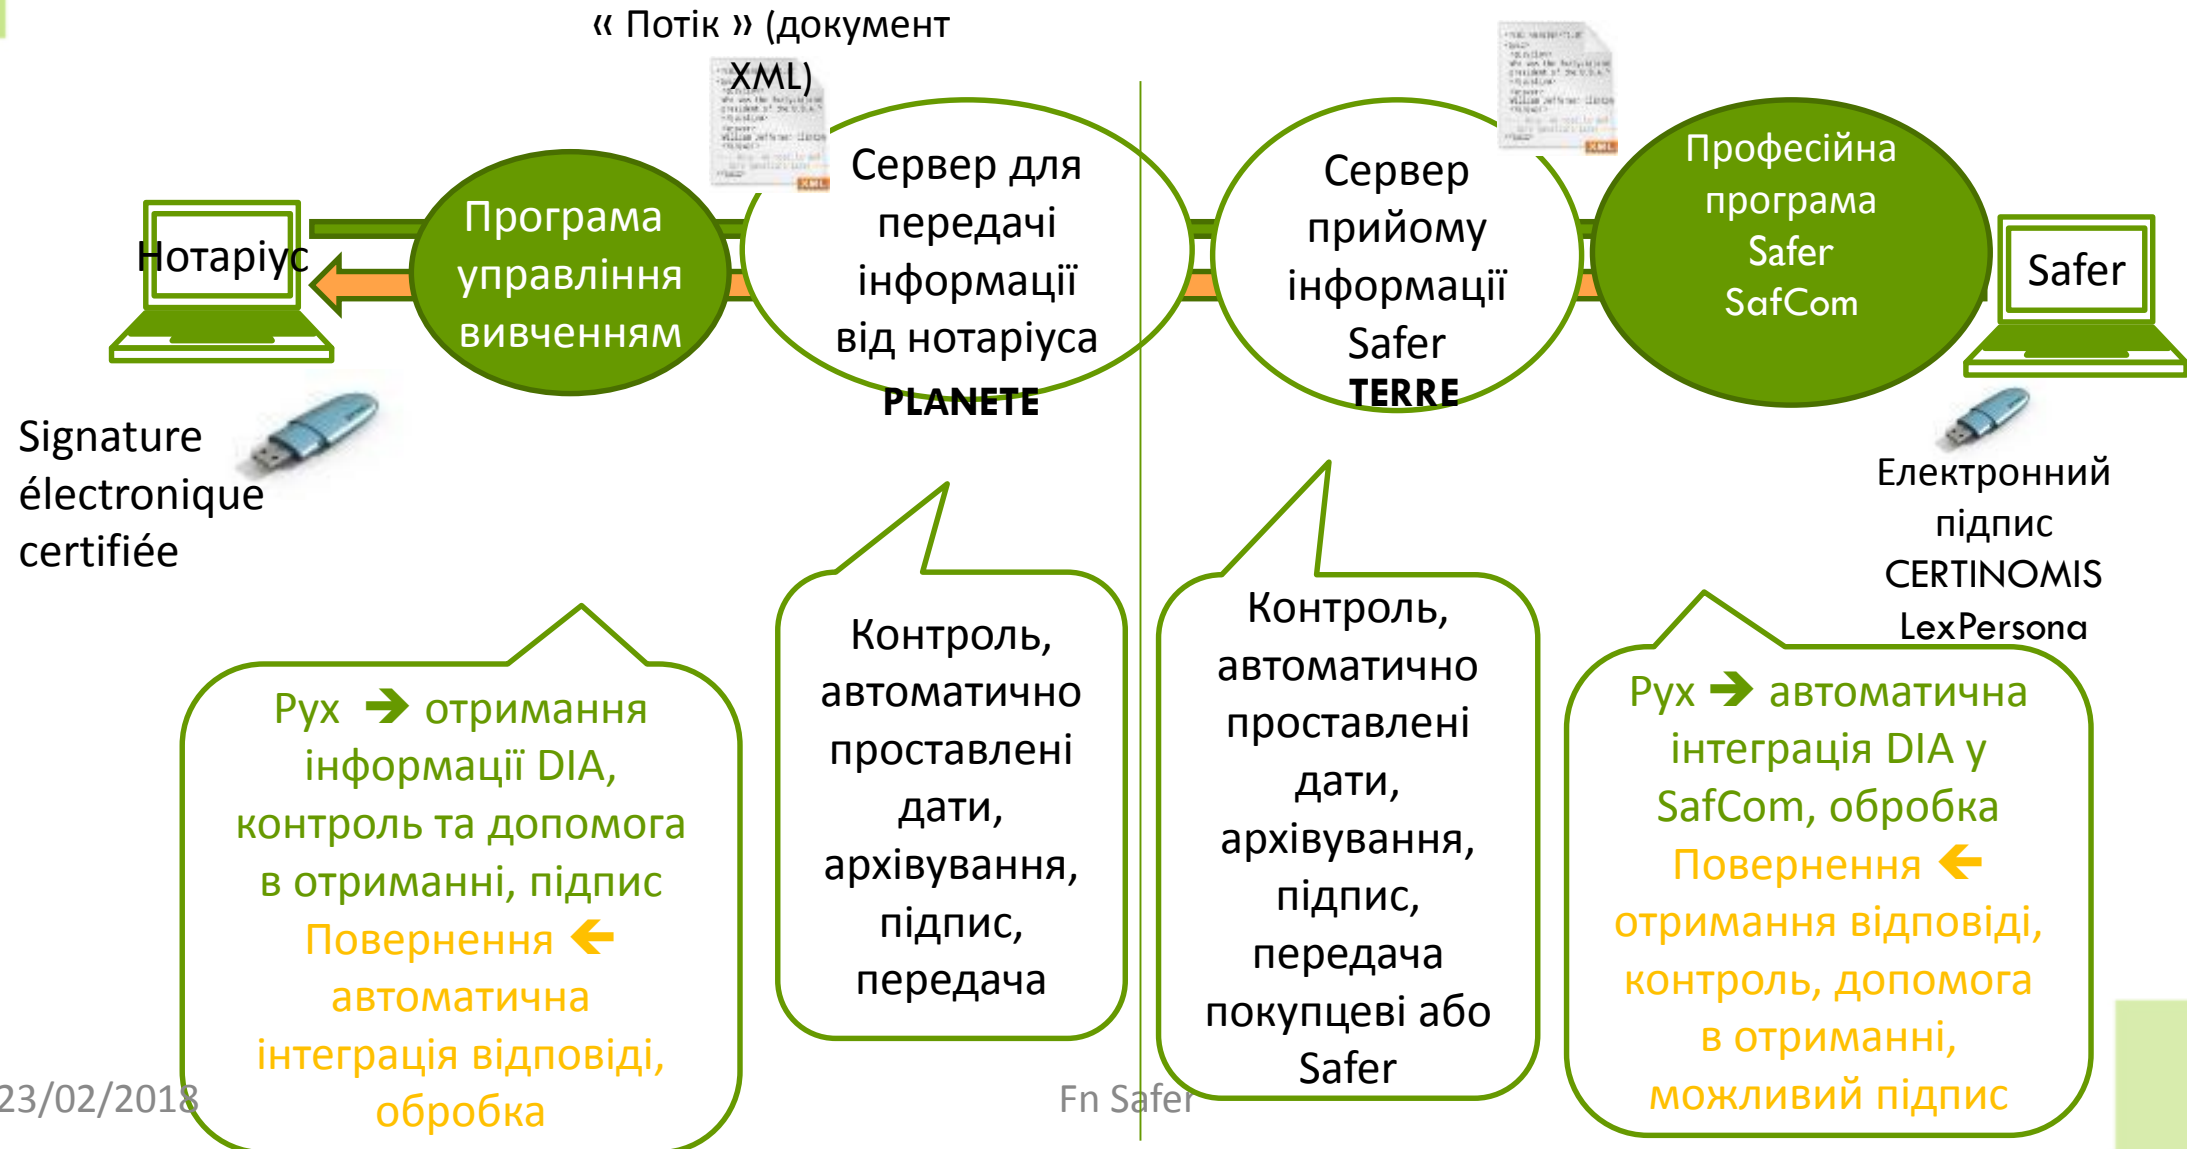 « Потік » (документ
XML)
Нотаріус
Програма
управління
вивченням
Сервер для
передачі
інформації
від нотаріуса
PLANETE
Сервер
прийому
інформації
Safer
TERRE
Професійна
програма
Safer
SafCom
Safer
Signature
électronique
certifiée
Електронний
підпис
CERTINOMIS
LexPersona
Рух ➔ отримання
інформації DIA,
контроль та допомога
в отриманні, підпис
Повернення 🡸
автоматична
інтеграція відповіді,
обробка
Контроль,
автоматично
проставлені
дати,
архівування,
підпис,
передача
Контроль,
автоматично
проставлені
дати,
архівування,
підпис,
передача
покупцеві або
Safer
Рух ➔ автоматична
інтеграція DIA у
SafCom, обробка
Повернення 🡸
отримання відповіді,
контроль, допомога
в отриманні,
можливий підпис
23/02/2018
Fn Safer
XML
XML